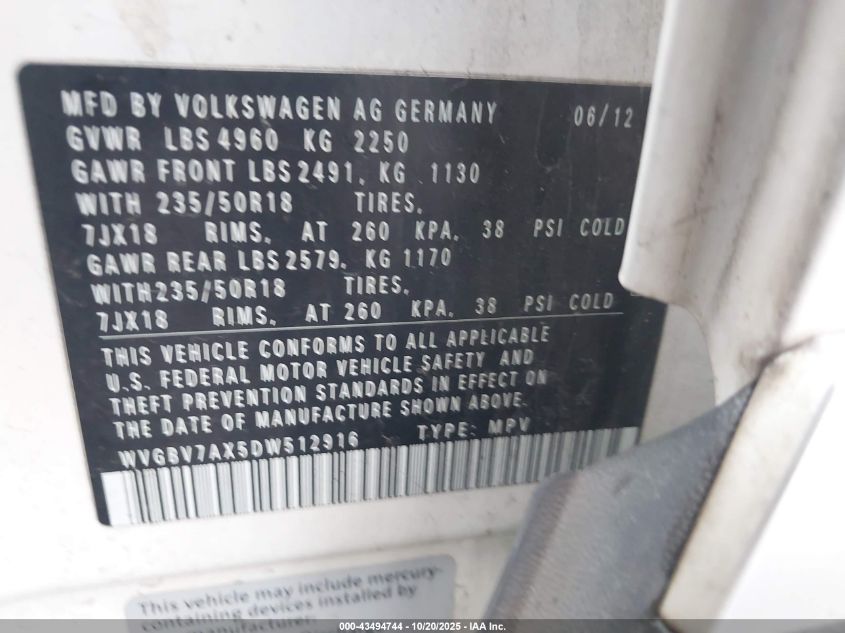 MFD BY VOLKSWAGEN AG GERMANY 06/12
GVWR LBS 4960 KG 2250
GAWR FRONT LBS 2491, KG 1130
WITH 235/50R18 TIRES,
7JX18 RIMS, AT 260 KPA, 38 PSI COLD
GAWR REAR LBS 2579, KG 1170
WITH 235/50R18 TIRES,
7JX18 RIMS, AT 260 KPA, 38 PSI COLD
THIS VEHICLE CONFORMS TO ALL APPLICABLE
U.S. FEDERAL MOTOR VEHICLE SAFETY AND
THEFT PREVENTION STANDARDS IN EFFECT ON
THE DATE OF MANUFACTURE SHOWN ABOVE.
WVGBV7AX5DW512916 TYPE: MPV
This vehicle may include mercury-
containing devices installed by
manufacturer:
000-43494744 - 10/20/2025 - IAA Inc.